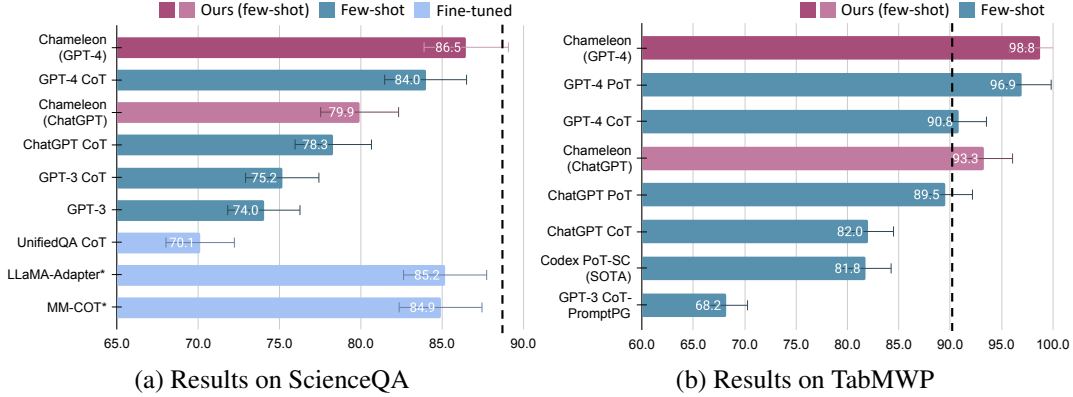 Ours (few-shot) Few-shot Fine-tuned
Chameleon
(GPT-4)
86.5
GPT-4 CoT
84.0
Chameleon
(ChatGPT)
79.9
ChatGPT CoT
78.3
GPT-3 CoT
75.2
GPT-3
74.0
UnifiedQA CoT
70.1
LLaMA-Adapter*
85.2
MM-COT*
84.9
65.0 70.0 75.0 80.0 85.0 90.0
(a) Results on ScienceQA
Ours (few-shot) Few-shot
Chameleon
(GPT-4)
98.8
GPT-4 PoT
96.9
GPT-4 CoT
90.8
Chameleon
(ChatGPT)
93.3
ChatGPT PoT
89.5
ChatGPT CoT
82.0
Codex PoT-SC
(SOTA)
81.8
GPT-3 CoT-
PromptPG
68.2
60.0 65.0 70.0 75.0 80.0 85.0 90.0 95.0 100.0
(b) Results on TabMWP